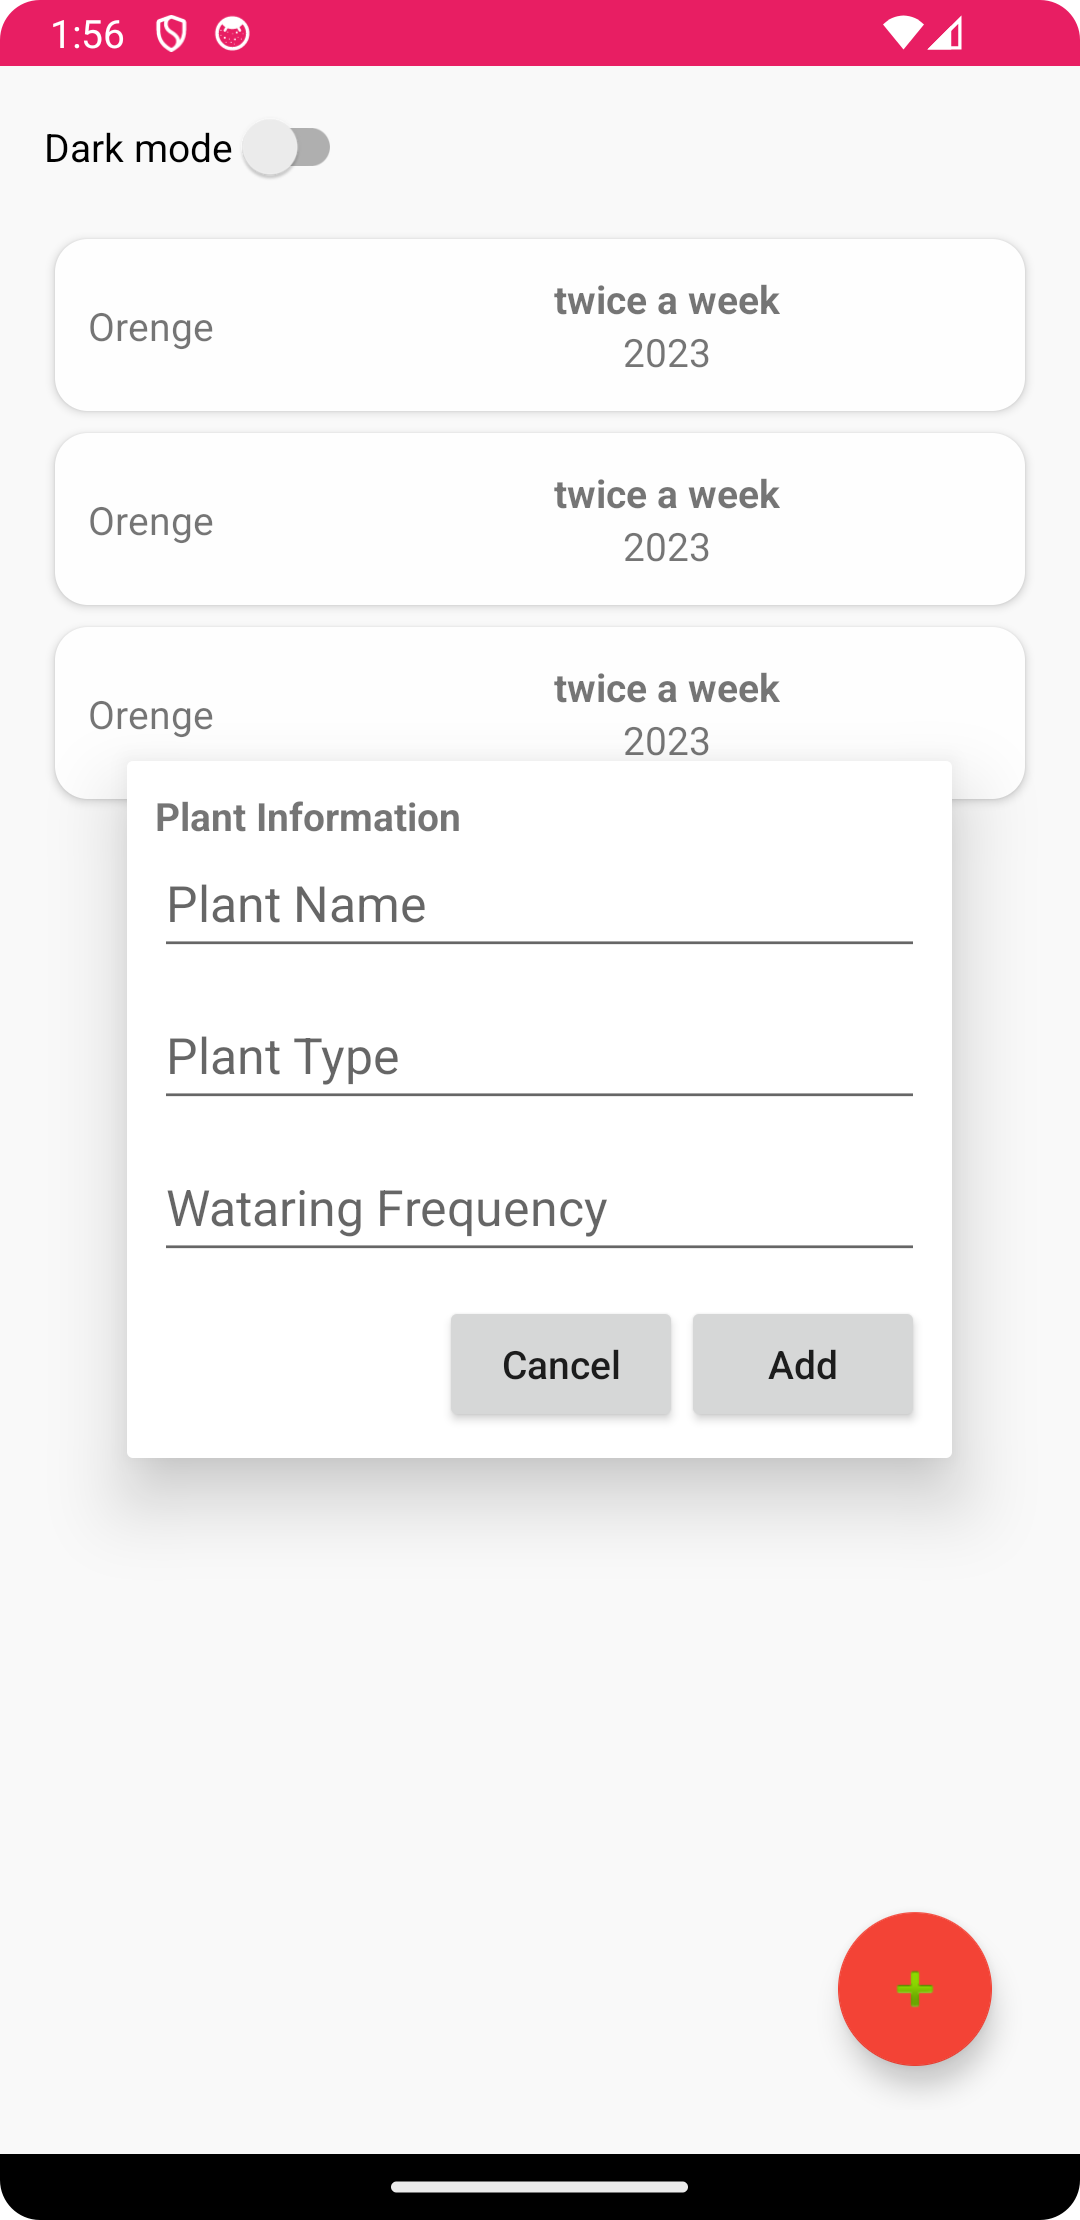 1:56
Dark mode
Orenge
twice a week
2023
Orenge
twice a week
2023
Orenge
twice a week
2023
Plant Information
Plant Name
Plant Type
Wataring Frequency
Cancel
Add